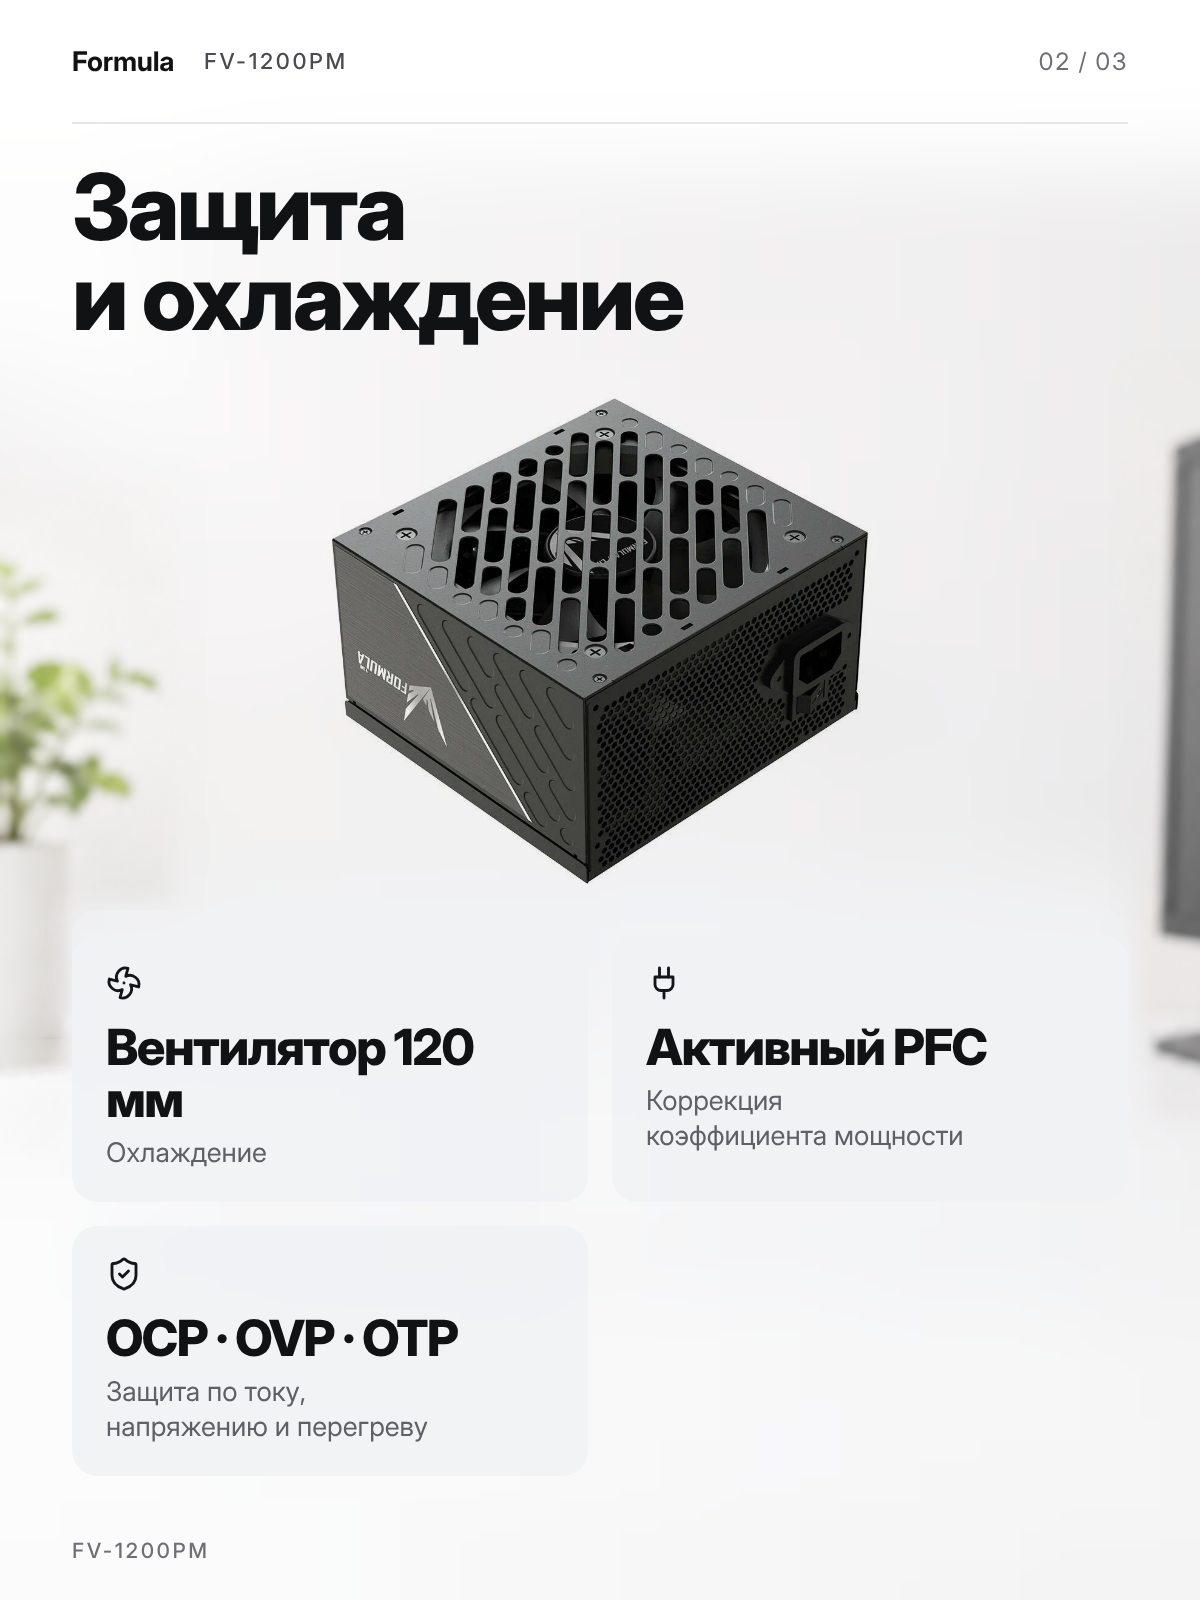 Formula FV-1200PM 02 / 03
Защита
и охлаждение
FORMULA
FORMULA
Вентилятор 120
мм
Охлаждение
Активный PFC
Коррекция
коэффициента мощности
OCP · OVP · OTP
Защита по току,
напряжению и перегреву
FV-1200PM